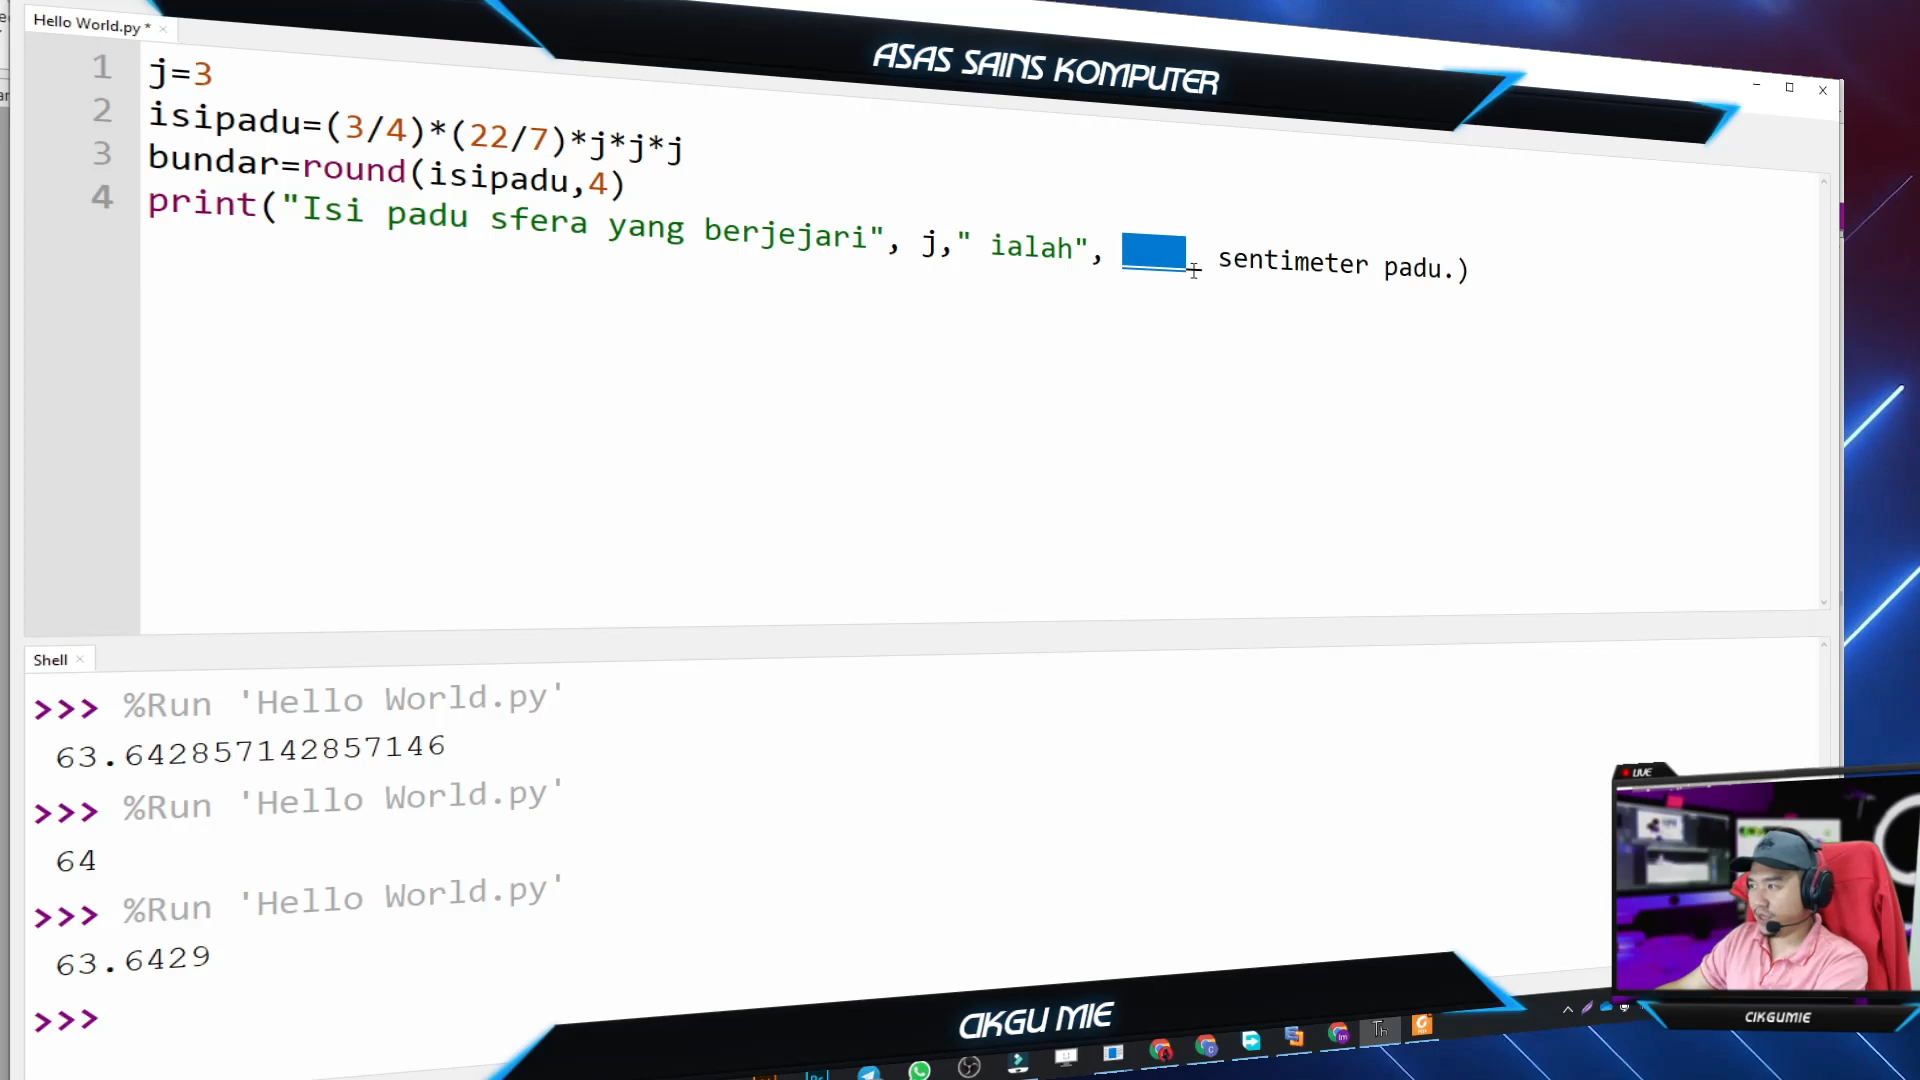 Hello World.py *
ASAS SAINS KOMPUTER
1 j=3
2 isipadu=(3/4)*(22/7)*j*j*j
3 bundar=round(isipadu,4)
4 print("Isi padu sfera yang berjejari", j," ialah", ____ sentimeter padu.)
Shell
>>> %Run 'Hello World.py'
63.642857142857146
>>> %Run 'Hello World.py'
64
>>> %Run 'Hello World.py'
63.6429
>>>
LIVE
CIKGU MIE
CIKGUMIE